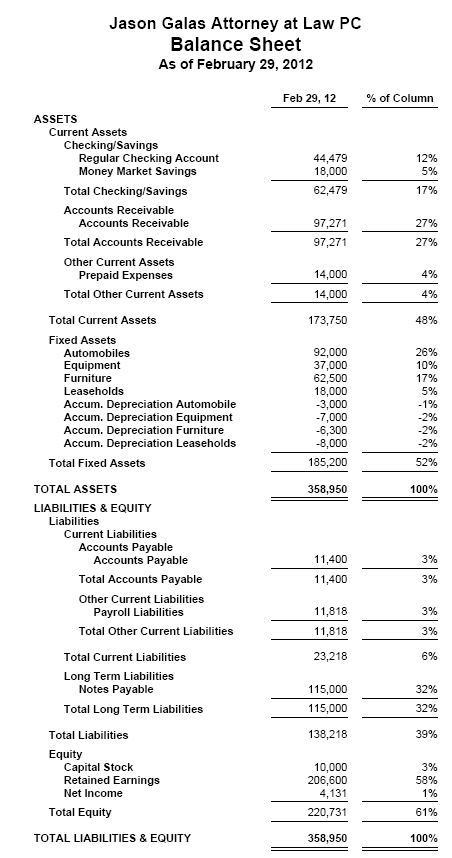 Jason Galas Attorney at Law PC
Balance Sheet
As of February 29, 2012
Feb 29, 12 % of Column
ASSETS
Current Assets
Checking/Savings
Regular Checking Account 44,479 12%
Money Market Savings 18,000 5%
Total Checking/Savings 62,479 17%
Accounts Receivable
Accounts Receivable 97,271 27%
Total Accounts Receivable 97,271 27%
Other Current Assets
Prepaid Expenses 14,000 4%
Total Other Current Assets 14,000 4%
Total Current Assets 173,750 48%
Fixed Assets
Automobiles 92,000 26%
Equipment 37,000 10%
Furniture 62,500 17%
Leaseholds 18,000 5%
Accum. Depreciation Automobile -3,000 -1%
Accum. Depreciation Equipment -7,000 -2%
Accum. Depreciation Furniture -6,300 -2%
Accum. Depreciation Leaseholds -8,000 -2%
Total Fixed Assets 185,200 52%
TOTAL ASSETS 358,950 100%
LIABILITIES & EQUITY
Liabilities
Current Liabilities
Accounts Payable
Accounts Payable 11,400 3%
Total Accounts Payable 11,400 3%
Other Current Liabilities
Payroll Liabilities 11,818 3%
Total Other Current Liabilities 11,818 3%
Total Current Liabilities 23,218 6%
Long Term Liabilities
Notes Payable 115,000 32%
Total Long Term Liabilities 115,000 32%
Total Liabilities 138,218 39%
Equity
Capital Stock 10,000 3%
Retained Earnings 206,600 58%
Net Income 4,131 1%
Total Equity 220,731 61%
TOTAL LIABILITIES & EQUITY 358,950 100%